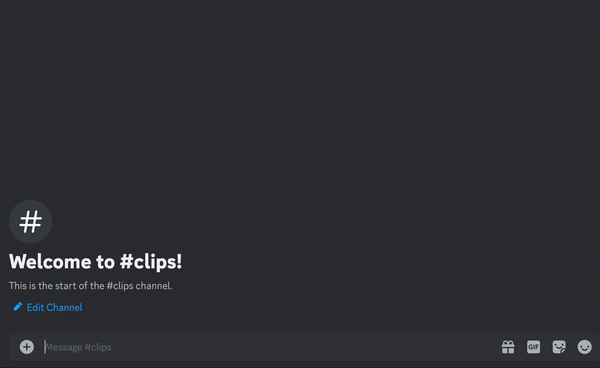 #
Welcome to #clips!
This is the start of the #clips channel.
Edit Channel
Message #clips
GIF